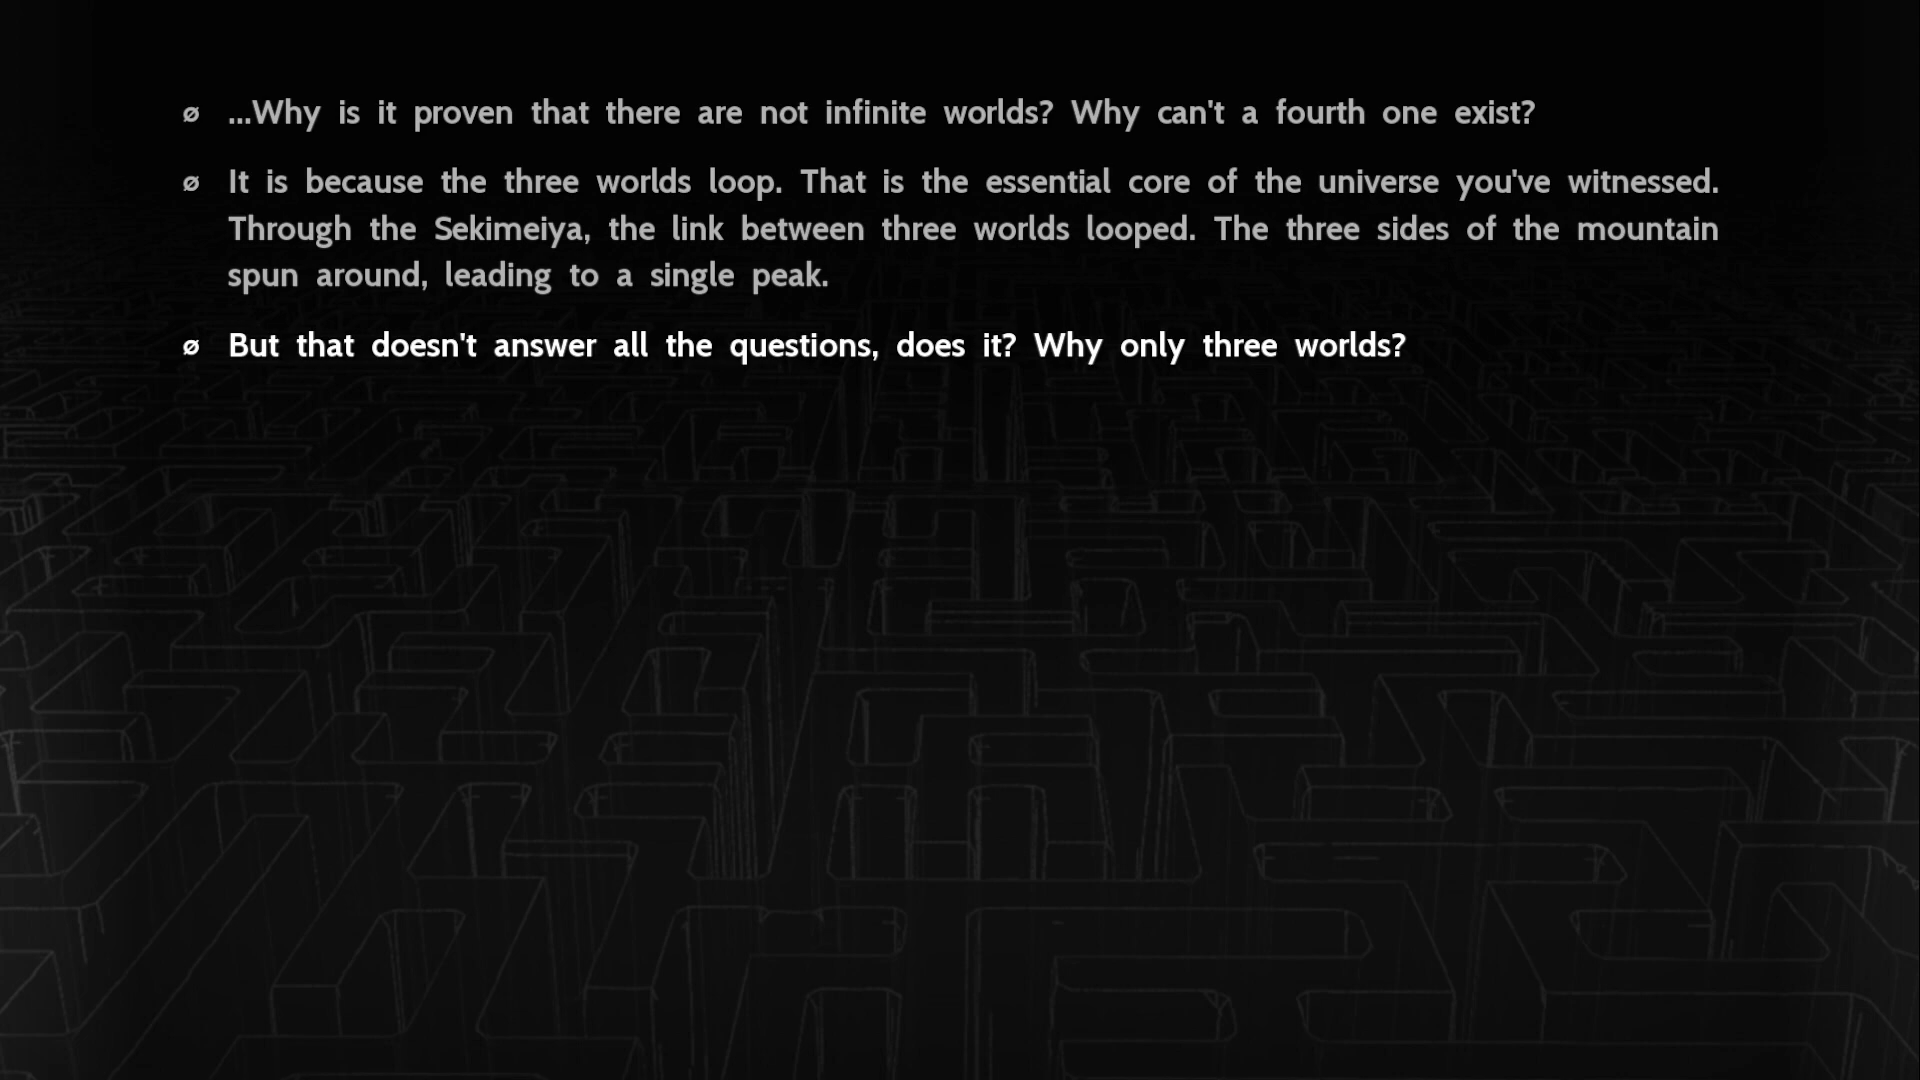 ø ...Why is it proven that there are not infinite worlds? Why can't a fourth one exist?
ø It is because the three worlds loop. That is the essential core of the universe you've witnessed.
Through the Sekimeiya, the link between three worlds looped. The three sides of the mountain
spun around, leading to a single peak.
ø But that doesn't answer all the questions, does it? Why only three worlds?